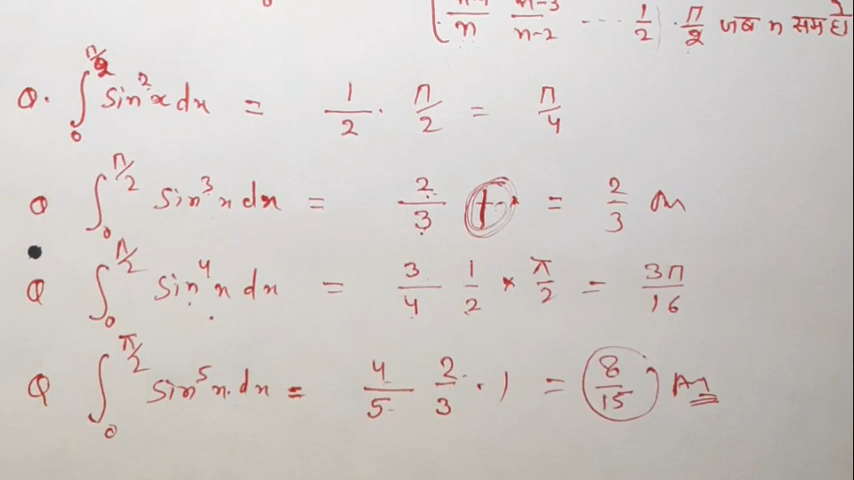 n-1/n n-3/n-2 ... 1/2) . π/2 जब n सम हो
Q. ∫₀^π/2 sin²x dx = 1/2 . π/2 = π/4
Q ∫₀^π/2 sin³x dx = 2/3 1 = 2/3 An
Q ∫₀^π/2 sin⁴x dx = 3/4 1/2 × π/2 = 3π/16
Q ∫₀^π/2 sin⁵x.dx = 4/5 2/3 . 1 = 8/15 An